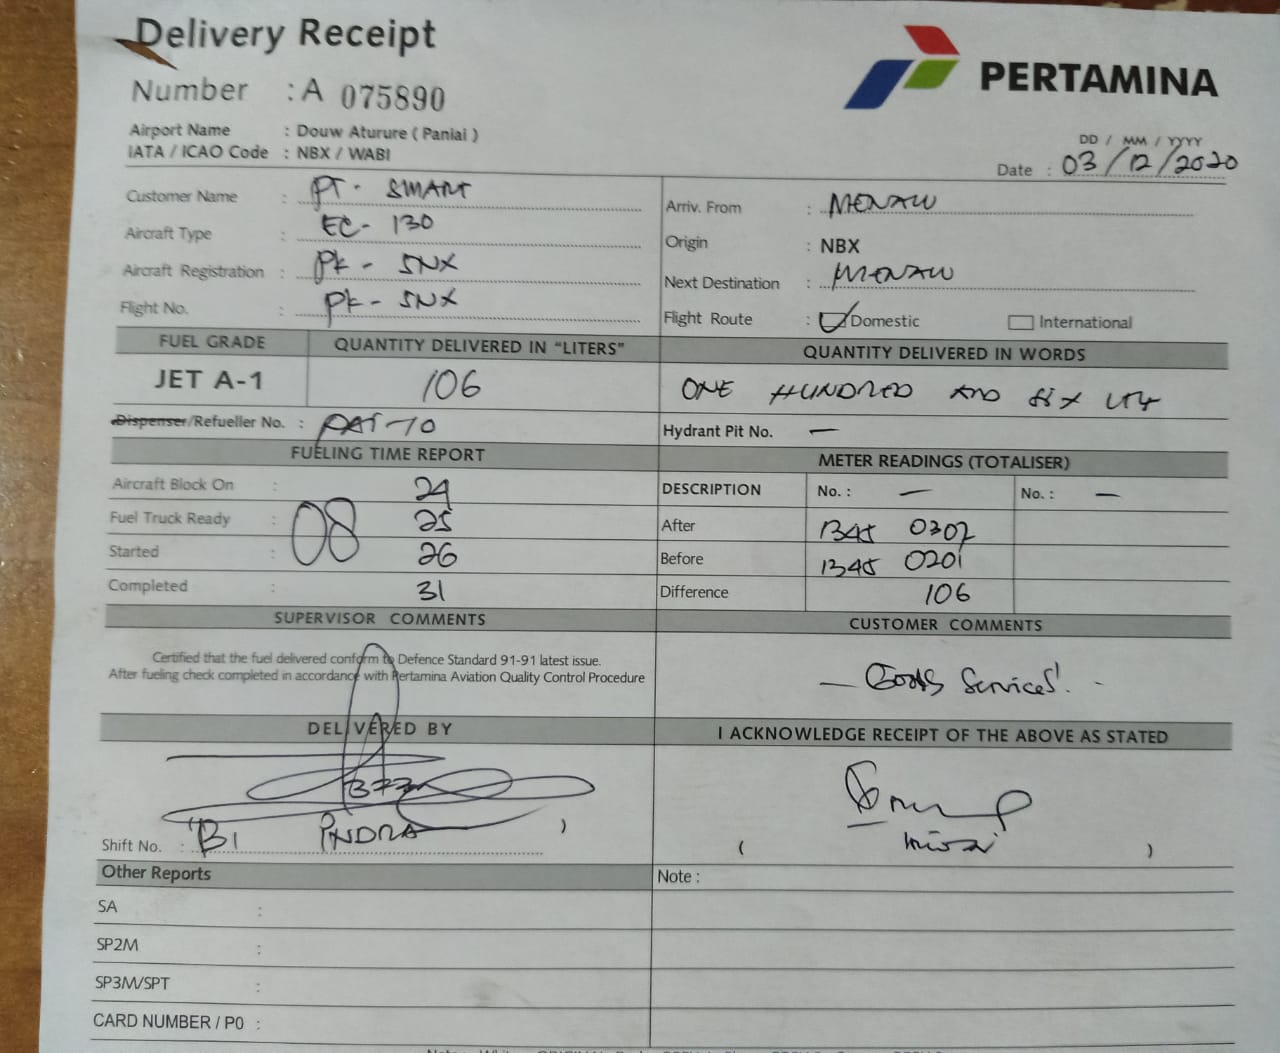 Delivery Receipt
PERTAMINA
Number : A 075890
Airport Name : Douw Aturure ( Paniai )
IATA / ICAO Code : NBX / WABI
DD / MM / YYYY
Date : 03/12/2020
Customer Name : PT. SMART
Aircraft Type : EC-130
Aircraft Registration : PK-SNX
Flight No. : PK-SNX
Arriv. From : MENAW
Origin : NBX
Next Destination : MENAW
Flight Route : Domestic International
FUEL GRADE QUANTITY DELIVERED IN "LITERS" QUANTITY DELIVERED IN WORDS
JET A-1 106 ONE HUNDRED AND SIX
Dispenser/Refueller No. :
Hydrant Pit No. —
FUELING TIME REPORT
Aircraft Block On : 24
Fuel Truck Ready : 25
08
Started : 26
Completed : 31
METER READINGS (TOTALISER)
DESCRIPTION No. : — No. : —
After 1345 0307
Before 1345 0201
Difference 106
SUPERVISOR COMMENTS
Certified that the fuel delivered conform to Defence Standard 91-91 latest issue.
After fueling check completed in accordance with Pertamina Aviation Quality Control Procedure
CUSTOMER COMMENTS
— Goods Services! -
DELIVERED BY
Shift No. : B1 INDRA )
I ACKNOWLEDGE RECEIPT OF THE ABOVE AS STATED
( )
Other Reports
SA :
SP2M :
SP3M/SPT :
CARD NUMBER / P0 :
Note :